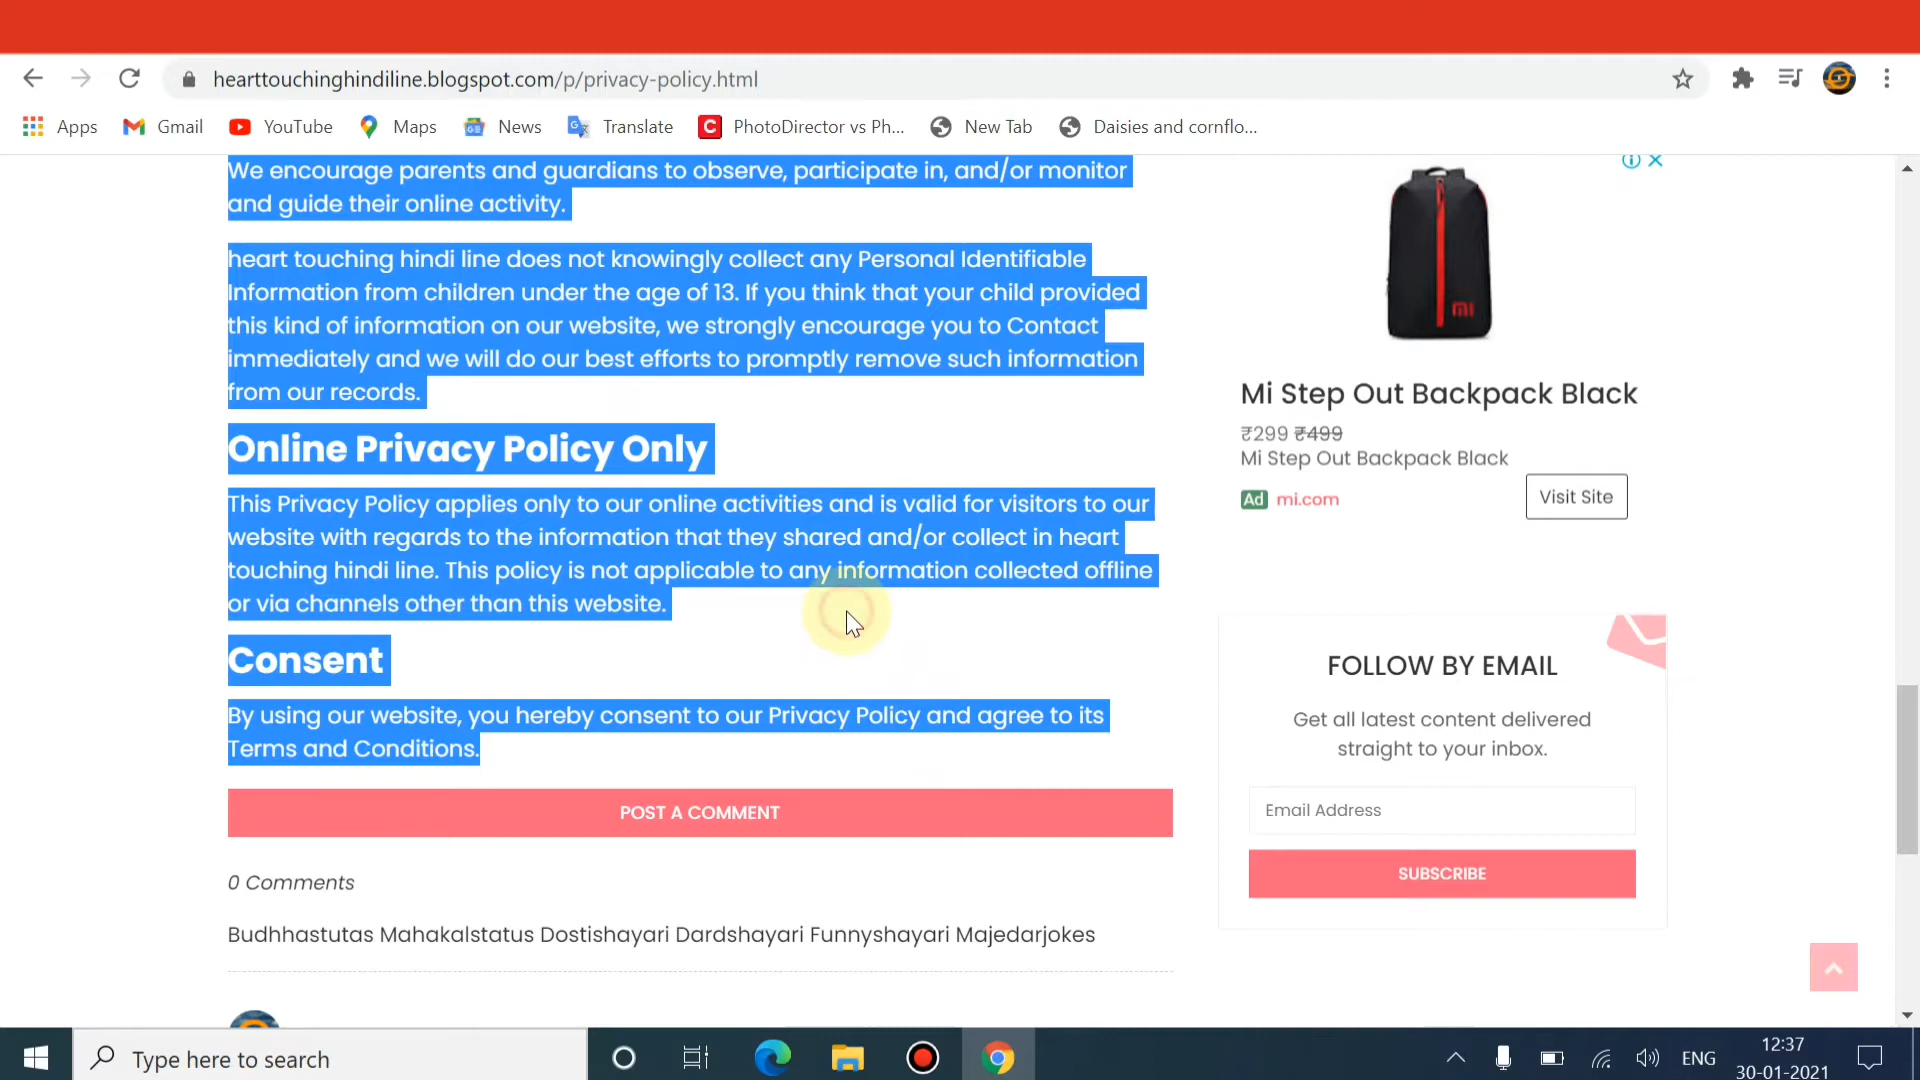 hearttouchinghindiline.blogspot.com/p/privacy-policy.html
Apps Gmail YouTube Maps News Translate C PhotoDirector vs Ph... New Tab Daisies and cornflo...
We encourage parents and guardians to observe, participate in, and/or monitor
and guide their online activity.
heart touching hindi line does not knowingly collect any Personal Identifiable
Information from children under the age of 13. If you think that your child provided
this kind of information on our website, we strongly encourage you to Contact
immediately and we will do our best efforts to promptly remove such information
from our records.
Online Privacy Policy Only
This Privacy Policy applies only to our online activities and is valid for visitors to our
website with regards to the information that they shared and/or collect in heart
touching hindi line. This policy is not applicable to any information collected offline
or via channels other than this website.
Consent
By using our website, you hereby consent to our Privacy Policy and agree to its
Terms and Conditions.
POST A COMMENT
0 Comments
Budhhastutas Mahakalstatus Dostishayari Dardshayari Funnyshayari Majedarjokes
mi
Mi Step Out Backpack Black
₹299 ₹499
Mi Step Out Backpack Black
Ad mi.com
Visit Site
FOLLOW BY EMAIL
Get all latest content delivered
straight to your inbox.
Email Address
SUBSCRIBE
Type here to search
ENG
12:37
30-01-2021